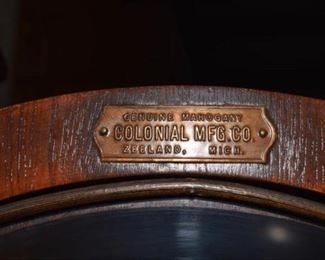 GENUINE MAHOGANY
COLONIAL MFG. CO.
ZEELAND, MICH.